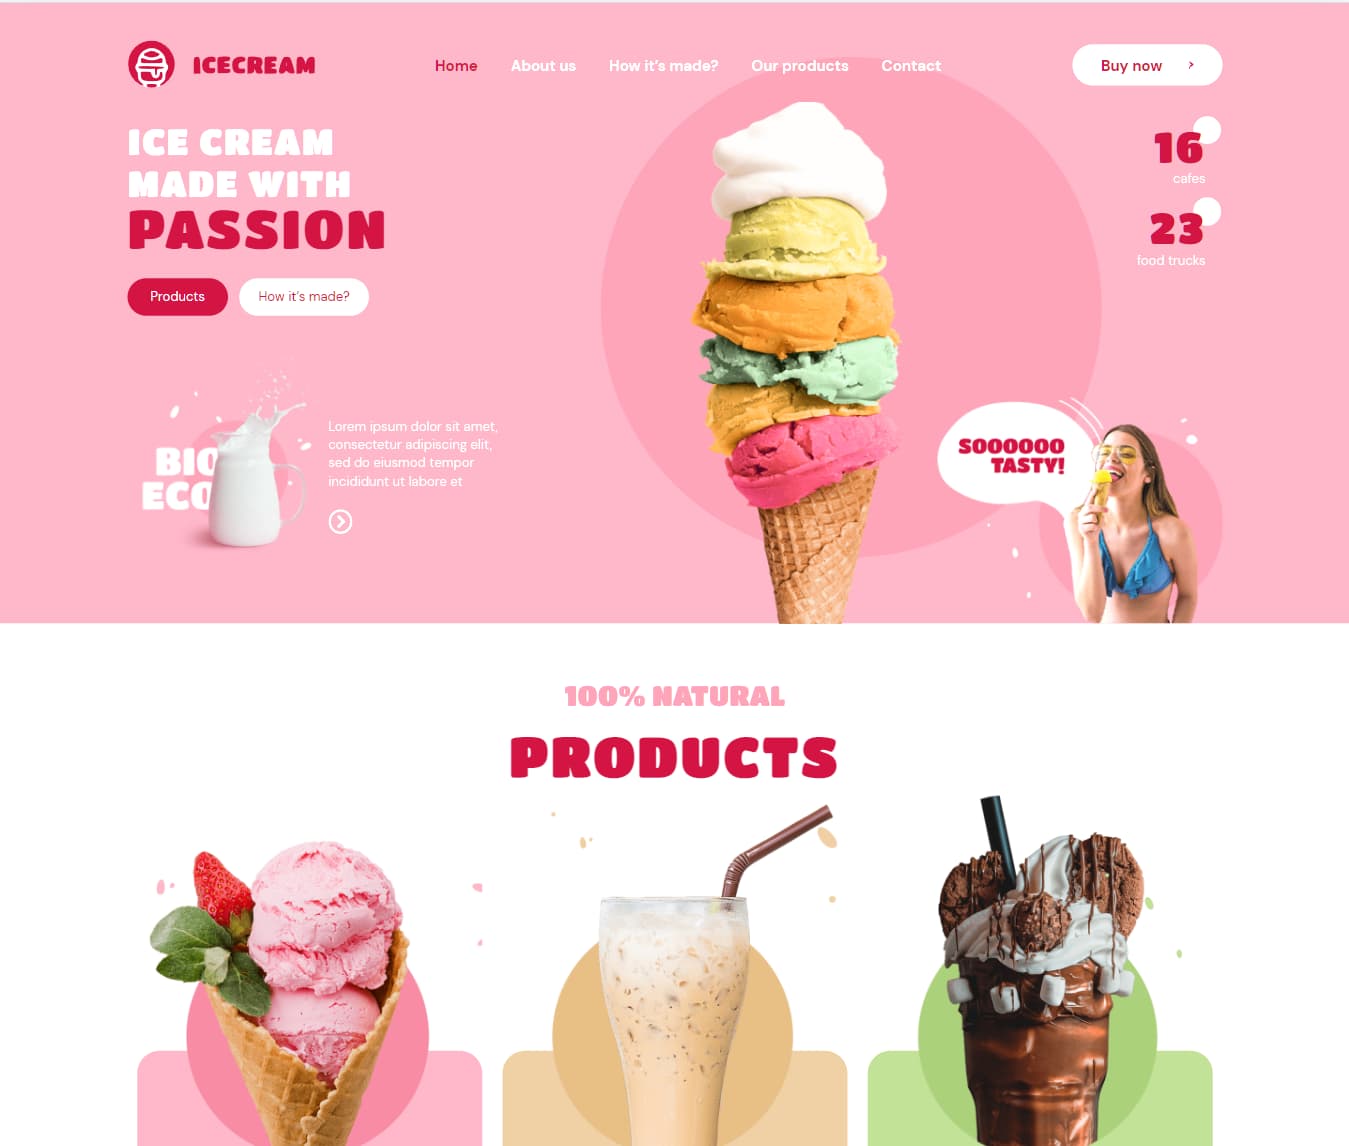 ICECREAM
Home
About us
How it's made?
Our products
Contact
Buy now
ICE CREAM
MADE WITH
PASSION
Products
How it's made?
16
cafes
23
food trucks
BIO
ECO
Lorem ipsum dolor sit amet,
consectetur adipiscing elit,
sed do eiusmod tempor
incididunt ut labore et
SOOOOOO
TASTY!
100% NATURAL
PRODUCTS